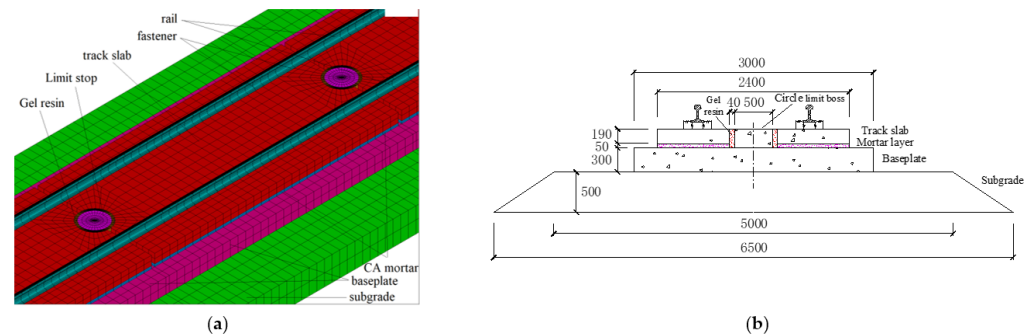 rail
fastener
track slab
Limit stop
Gel resin
CA mortar
baseplate
subgrade
(a)
3000
2400
Gel
resin
40 500
Circle limit boss
190
50
300
Track slab
Mortar layer
Baseplate
500
Subgrade
5000
6500
(b)